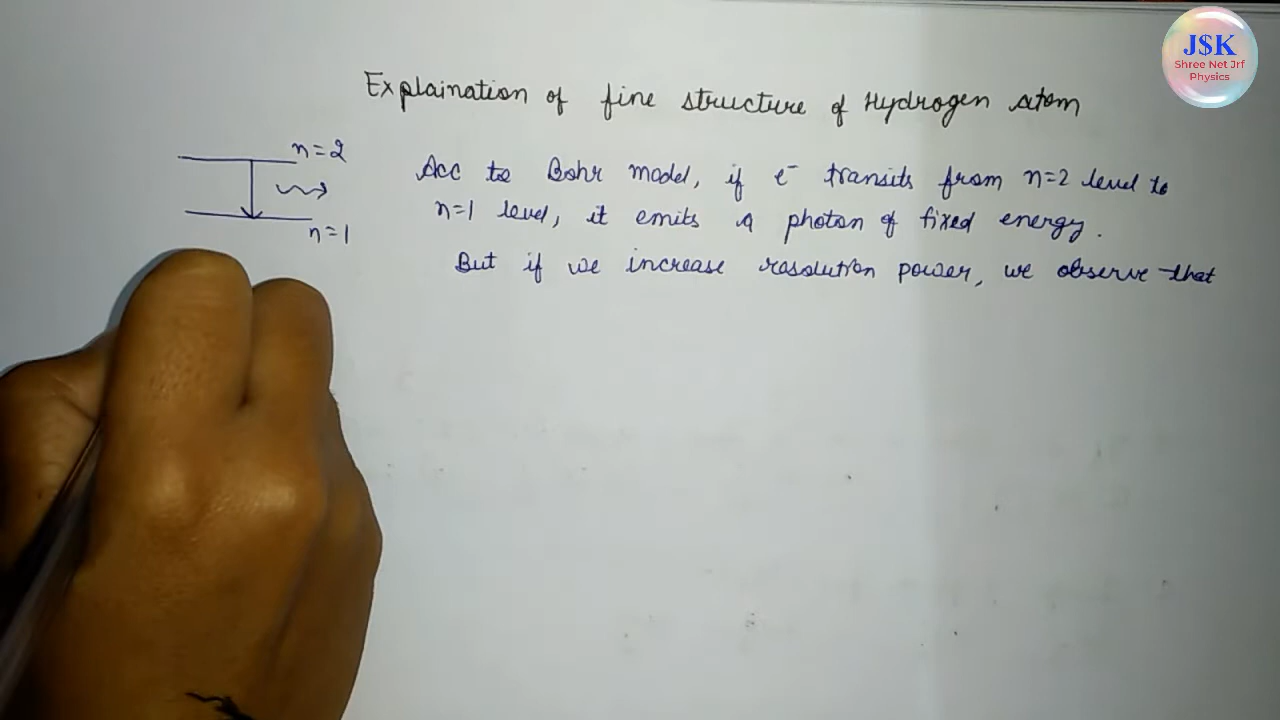 J$K
Shree Net Jrf
Physics
Explaination of fine structure of Hydrogen atom
n=2
n=1
Acc to Bohr model, if e⁻ transits from n=2 level to
n=1 level, it emits a photon of fixed energy.
But if we increase resolution power, we observe that